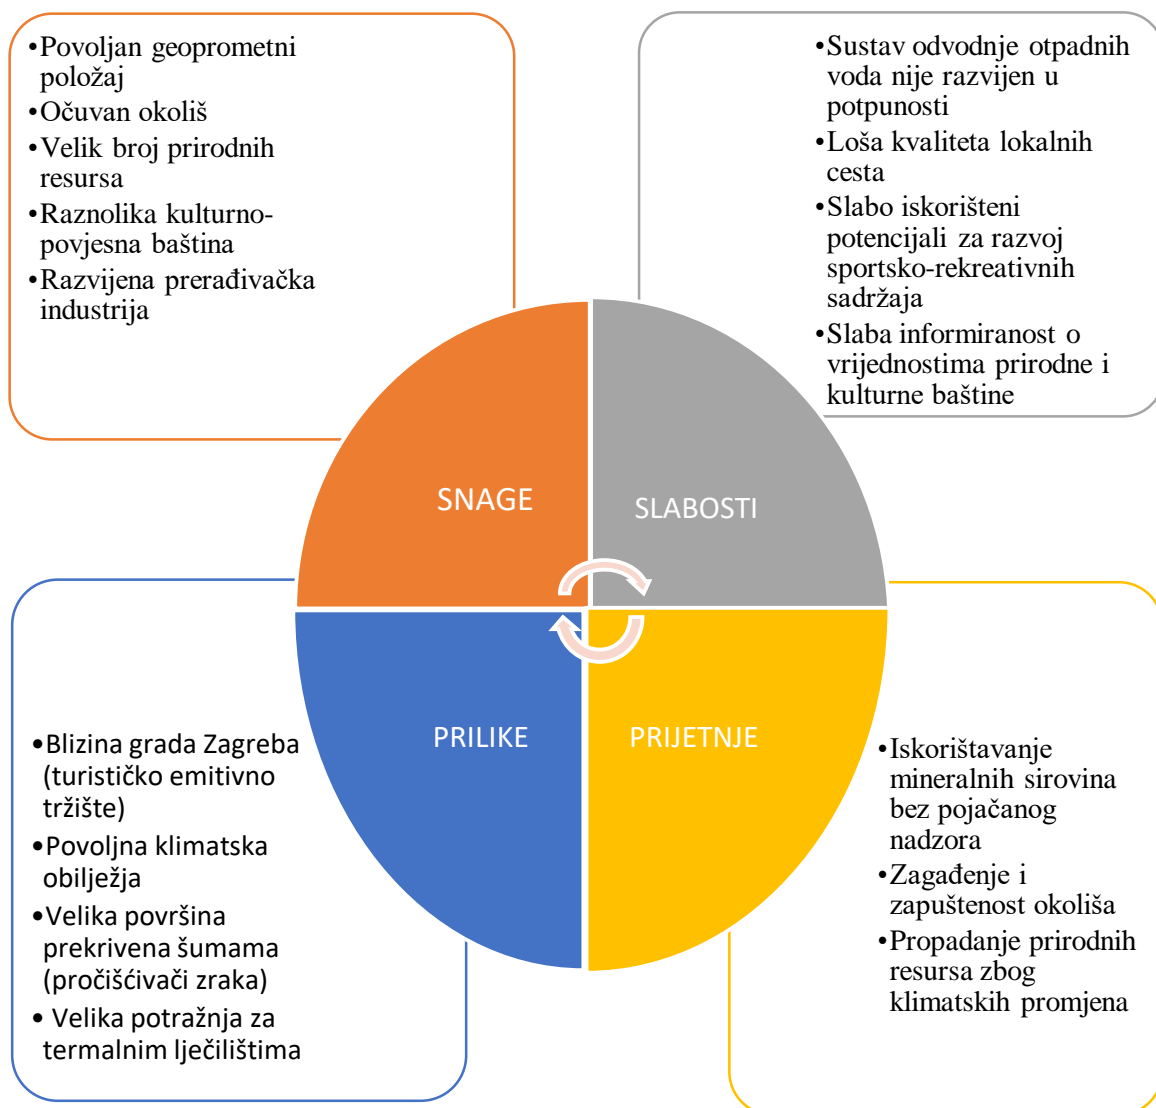 •Povoljan geoprometni
položaj
•Očuvan okoliš
•Velik broj prirodnih
resursa
•Raznolika kulturno-
povjesna baština
•Razvijena prerađivačka
industrija
•Sustav odvodnje otpadnih
voda nije razvijen u
potpunosti
•Loša kvaliteta lokalnih
cesta
•Slabo iskorišteni
potencijali za razvoj
sportsko-rekreativnih
sadržaja
•Slaba informiranost o
vrijednostima prirodne i
kulturne baštine
SNAGE
SLABOSTI
PRILIKE
PRIJETNJE
•Blizina grada Zagreba
(turističko emitivno
tržište)
•Povoljna klimatska
obilježja
•Velika površina
prekrivena šumama
(pročišćivači zraka)
• Velika potražnja za
termalnim lječilištima
•Iskorištavanje
mineralnih sirovina
bez pojačanog
nadzora
•Zagađenje i
zapuštenost okoliša
•Propadanje prirodnih
resursa zbog
klimatskih promjena